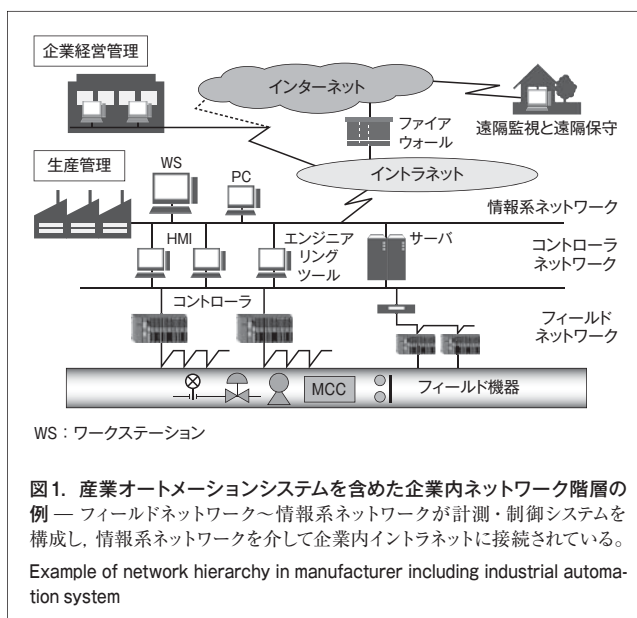 企業経営管理
インターネット
ファイア
ウォール
遠隔監視と遠隔保守
生産管理
WS
PC
イントラネット
情報系ネットワーク
HMI
エンジニア
リング
ツール
サーバ
コントローラ
ネットワーク
コントローラ
フィールド
ネットワーク
MCC
フィールド機器
WS:ワークステーション
図1. 産業オートメーションシステムを含めた企業内ネットワーク階層の
例 — フィールドネットワーク～情報系ネットワークが計測・制御システムを
構成し,情報系ネットワークを介して企業内イントラネットに接続されている。
Example of network hierarchy in manufacturer including industrial automa-
tion system